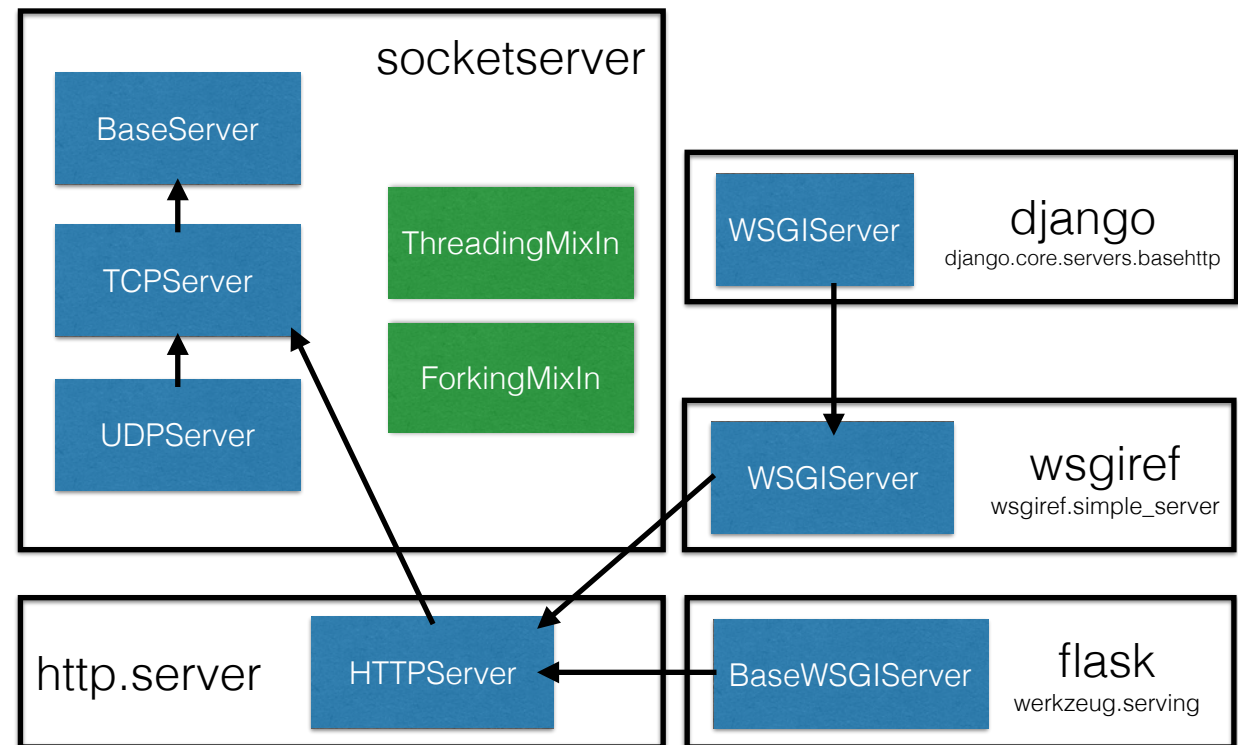 socketserver
BaseServer
TCPServer
UDPServer
ThreadingMixIn
ForkingMixIn
WSGIServer
django
django.core.servers.basehttp
WSGIServer
wsgiref
wsgiref.simple_server
http.server
HTTPServer
BaseWSGIServer
flask
werkzeug.serving